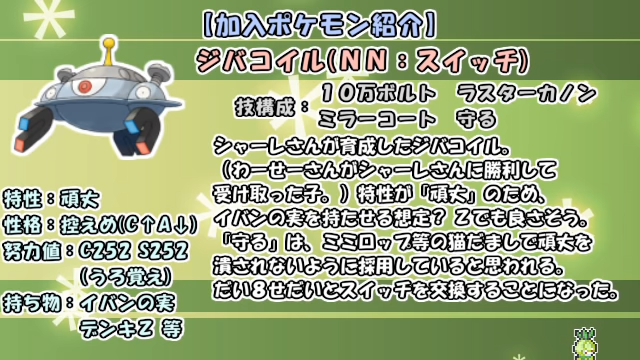 【加入ポケモン紹介】
ジバコイル(NN:スイッチ)
技構成:10万ボルト ラスターカノン
ミラーコート 守る
シャーレさんが育成したジバコイル。
(わーせーさんがシャーレさんに勝利して
受け取った子。)特性が「頑丈」のため、
イバンの実を持たせる想定? Zでも良さそう。
「守る」は、ミミロップ等の猫だましで頑丈を
潰されないように採用していると思われる。
だい8せだいとスイッチを交換することになった。
特性:頑丈
性格:控えめ(C↑A↓)
努力値:C252 S252
(うろ覚え)
持ち物:イバンの実
デンキZ 等